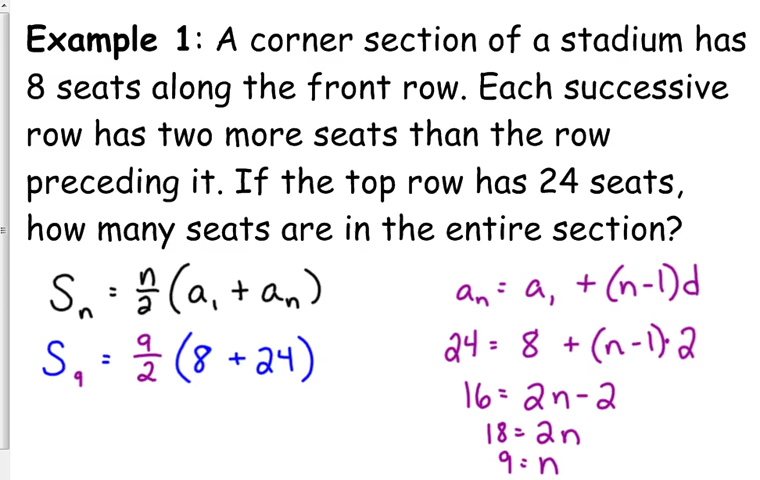 Example 1: A corner section of a stadium has
8 seats along the front row. Each successive
row has two more seats than the row
preceding it. If the top row has 24 seats,
how many seats are in the entire section?
Sₙ = n/2 (a₁ + aₙ)
S₉ = 9/2 (8 + 24)
aₙ = a₁ + (n-1)d
24 = 8 + (n-1)·2
16 = 2n - 2
18 = 2n
9 = n